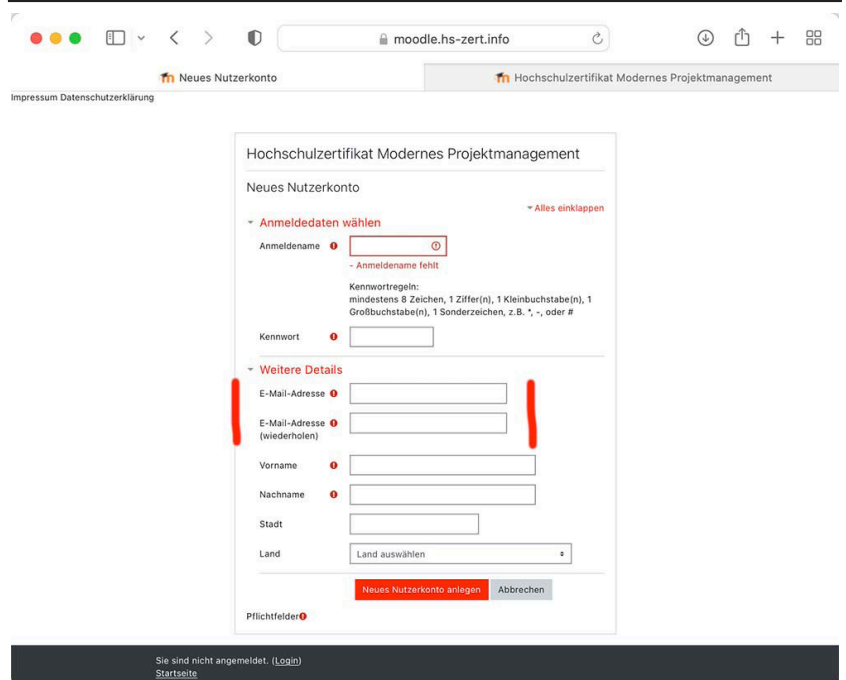 moodle.hs-zert.info
Neues Nutzerkonto
Hochschulzertifikat Modernes Projektmanagement
Impressum Datenschutzerklärung
Hochschulzertifikat Modernes Projektmanagement
Neues Nutzerkonto
Alles einklappen
Anmeldedaten wählen
Anmeldename
- Anmeldename fehlt
Kennwortregeln:
mindestens 8 Zeichen, 1 Ziffer(n), 1 Kleinbuchstabe(n), 1
Großbuchstabe(n), 1 Sonderzeichen, z.B. *, -, oder #
Kennwort
Weitere Details
E-Mail-Adresse
E-Mail-Adresse
(wiederholen)
Vorname
Nachname
Stadt
Land
Land auswählen
Neues Nutzerkonto anlegen
Abbrechen
Pflichtfelder
Sie sind nicht angemeldet. (Login)
Startseite